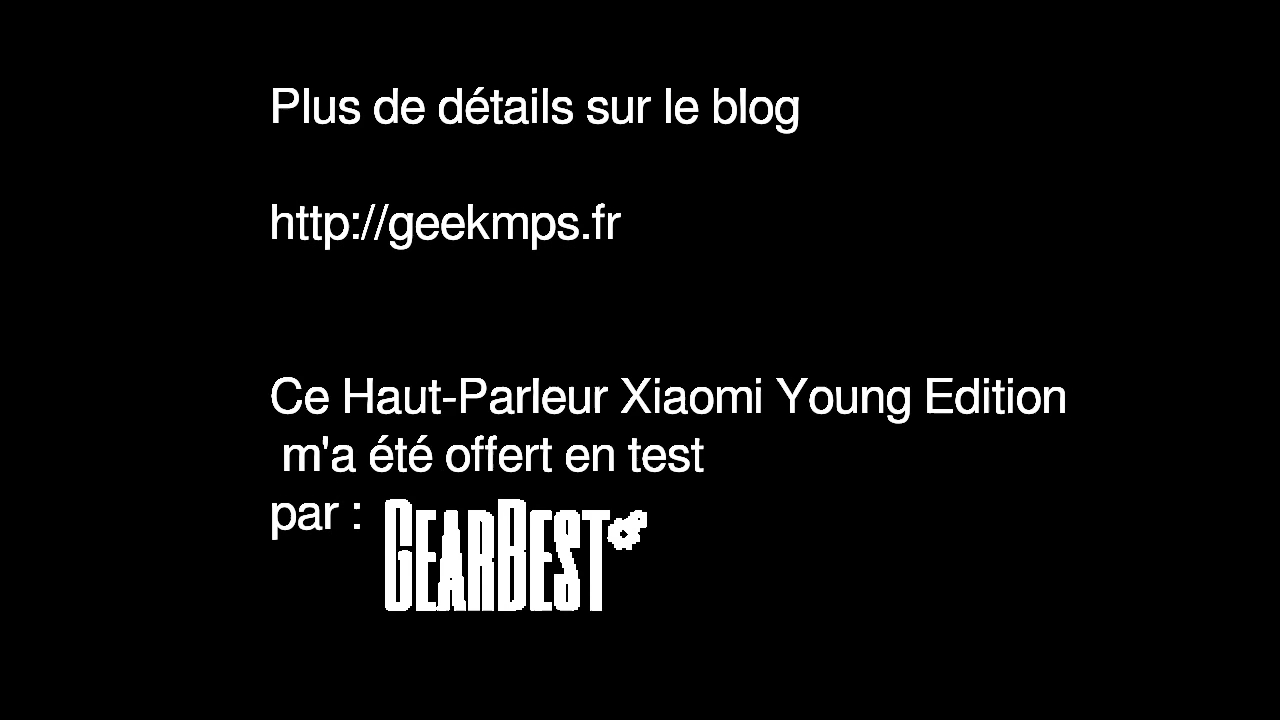 Plus de détails sur le blog
http://geekmps.fr
Ce Haut-Parleur Xiaomi Young Edition
m'a été offert en test
par : GEARBEST